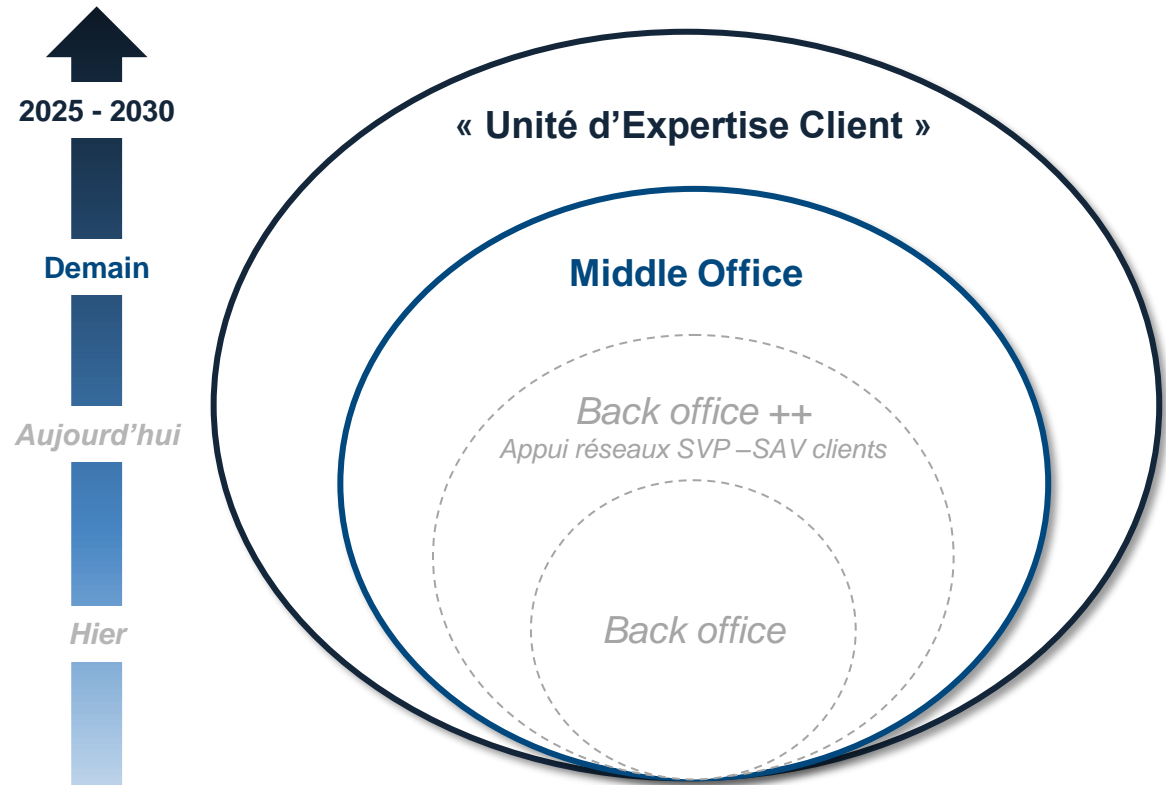 2025 - 2030
« Unité d’Expertise Client »
Demain
Middle Office
Aujourd’hui
Back office ++
Appui réseaux SVP –SAV clients
Hier
Back office